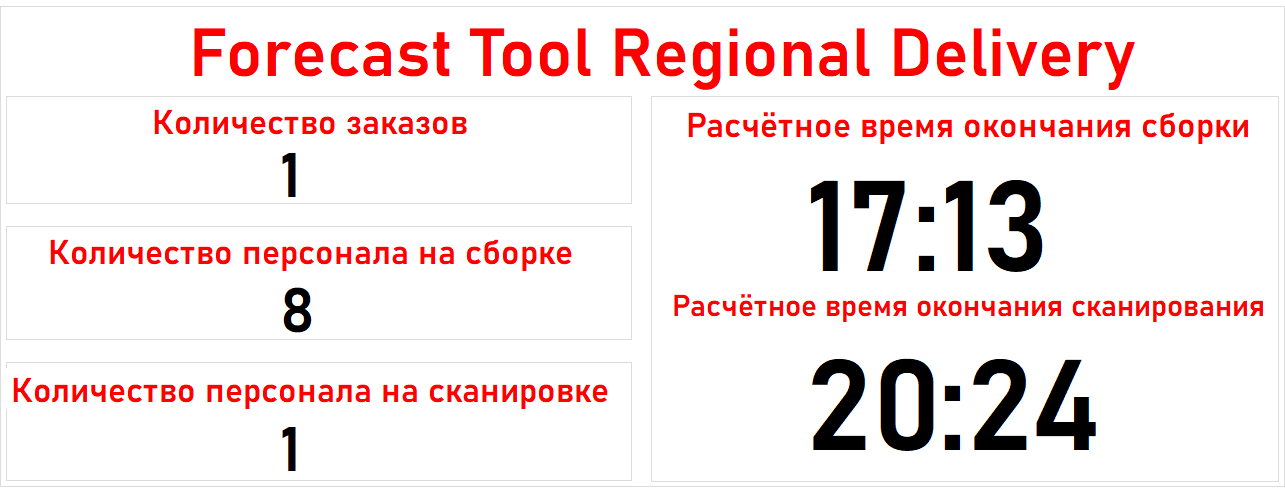 Forecast Tool Regional Delivery
Количество заказов
1
Количество персонала на сборке
8
Количество персонала на сканировке
1
Расчётное время окончания сборки
17:13
Расчётное время окончания сканирования
20:24